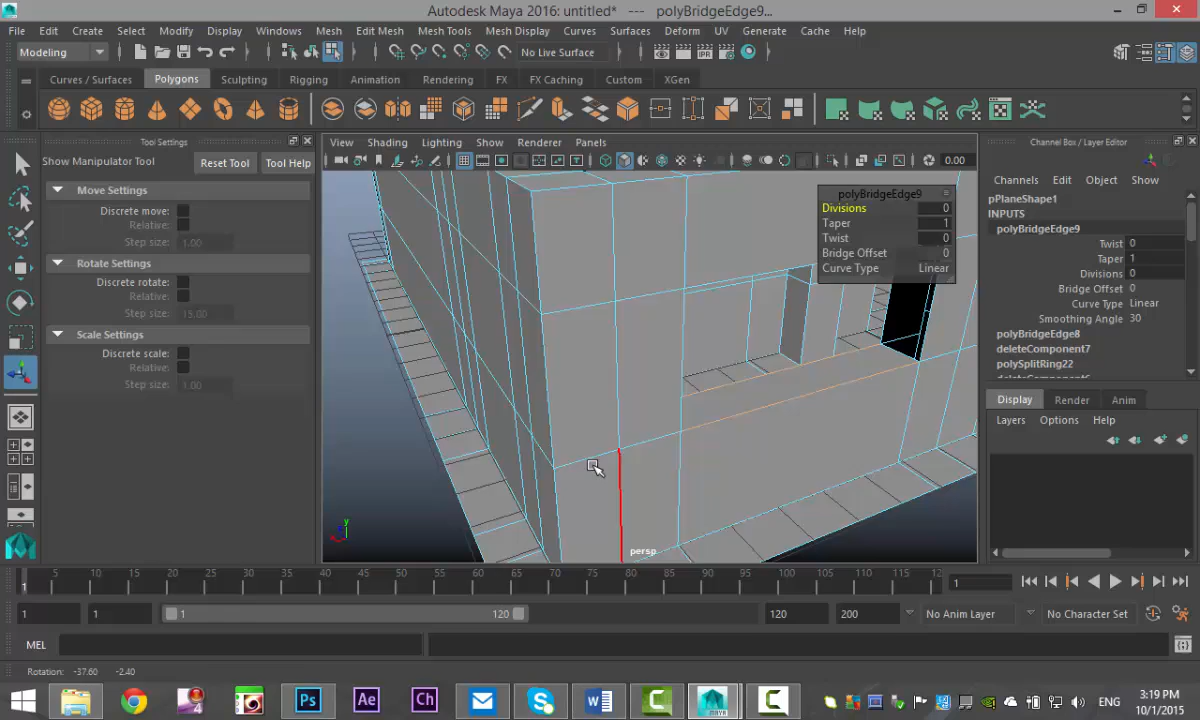 Autodesk Maya 2016: untitled*   ---   polyBridgeEdge9...
File Edit Create Select Modify Display Windows Mesh Edit Mesh Mesh Tools Mesh Display Curves Surfaces Deform UV Generate Cache Help
Modeling No Live Surface
Curves / Surfaces Polygons Sculpting Rigging Animation Rendering FX FX Caching Custom XGen
Tool Settings
Show Manipulator Tool Reset Tool Tool Help
Move Settings
Discrete move:
Relative:
Step size: 1.00
Rotate Settings
Discrete rotate:
Relative:
Step size: 15.00
Scale Settings
Discrete scale:
Relative:
Step size: 1.00
View Shading Lighting Show Renderer Panels
0.00
polyBridgeEdge9
Divisions 0
Taper 1
Twist 0
Bridge Offset 0
Curve Type Linear
y
persp
Channel Box / Layer Editor
Channels Edit Object Show
pPlaneShape1
INPUTS
polyBridgeEdge9
Twist 0
Taper 1
Divisions 0
Bridge Offset 0
Curve Type Linear
Smoothing Angle 30
polyBridgeEdge8
deleteComponent7
polySplitRing22
Display Render Anim
Layers Options Help
5 10 15 20 25 30 35 40 45 50 55 60 65 70 75 80 85 90 95 100 105 110 115 12
1 1
1 1 1 120 120 200 No Anim Layer No Character Set
MEL
Rotation: -37.60 -2.40
Ps Ae Ch ENG
3:19 PM
10/1/2015